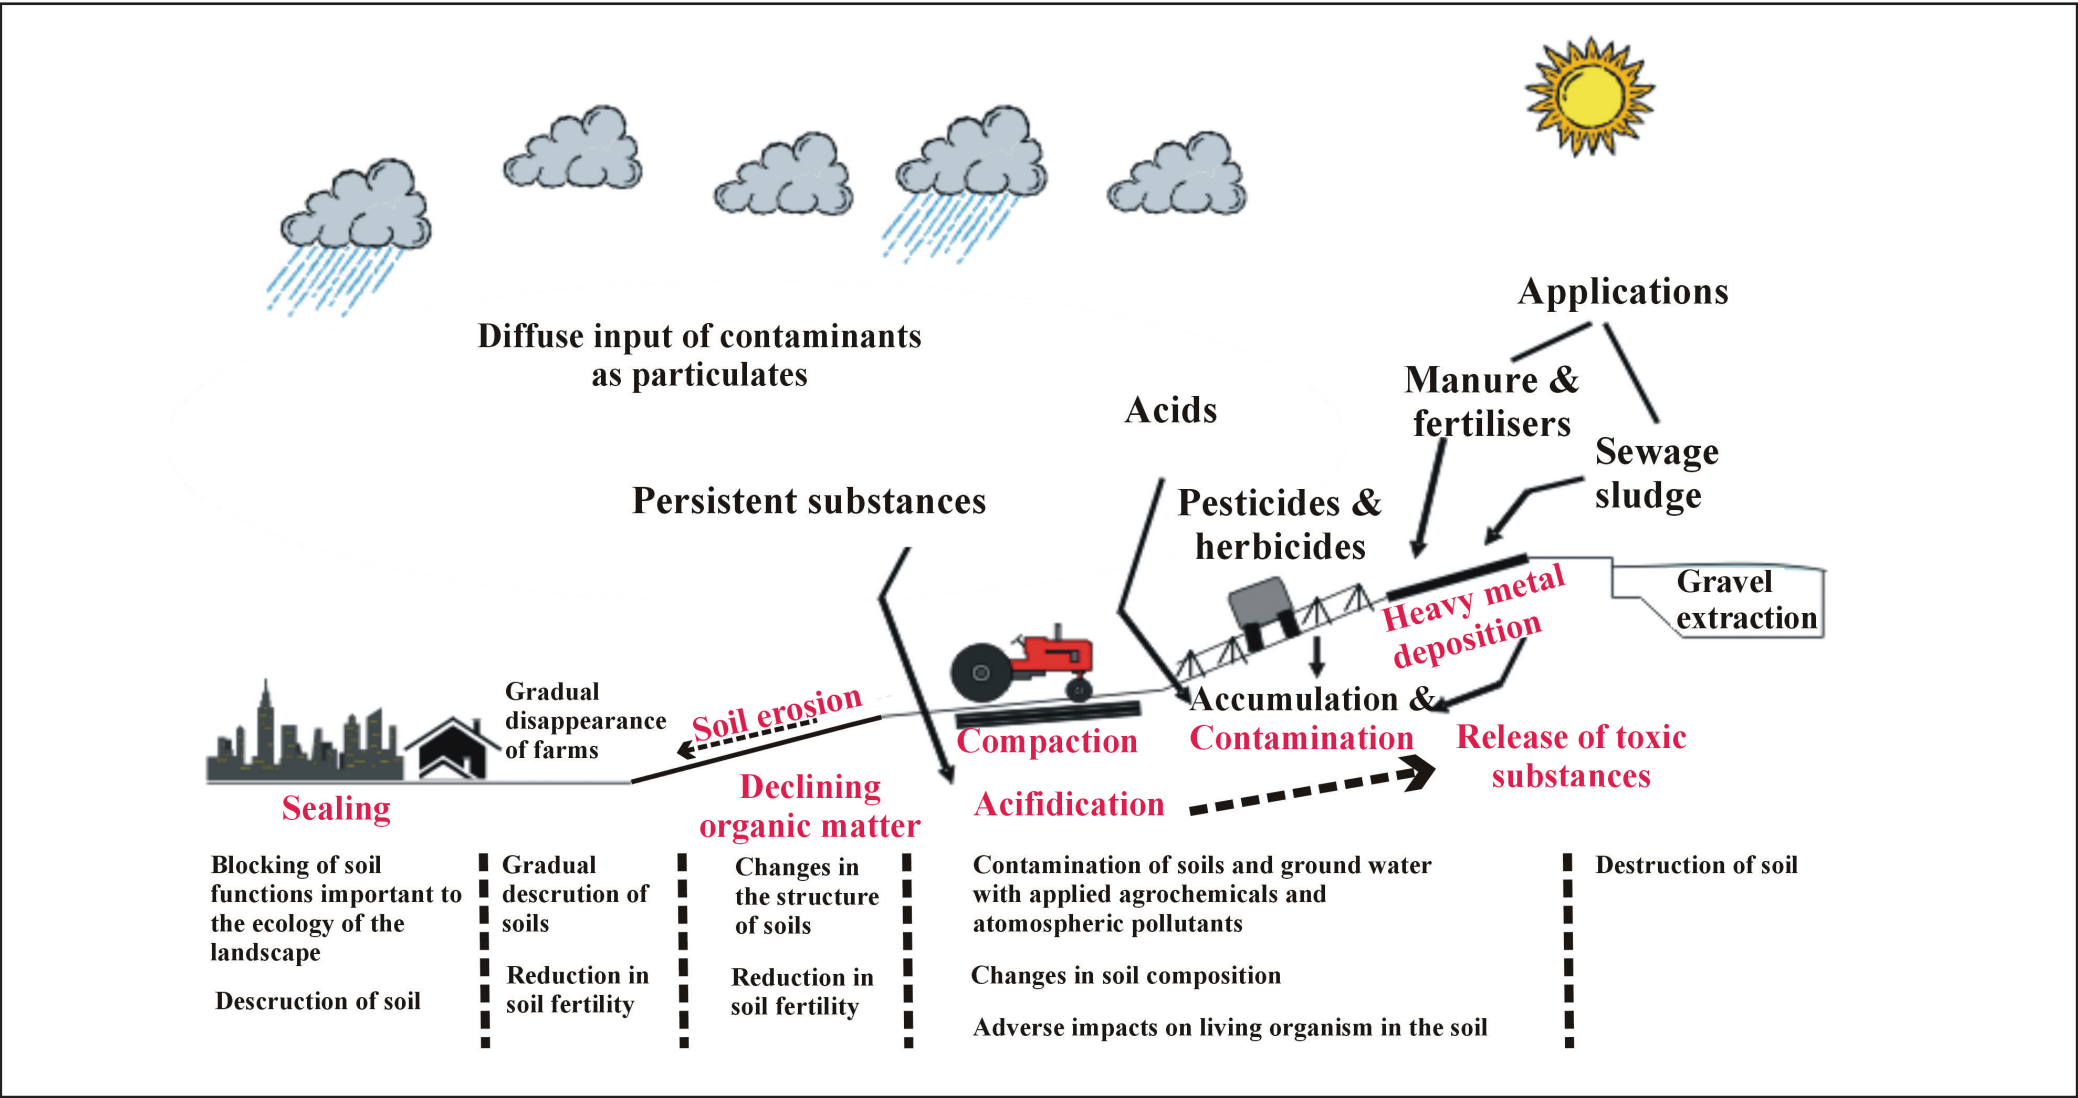 Diffuse input of contaminants
as particulates
Applications
Manure &
fertilisers
Acids
Sewage
sludge
Persistent substances
Pesticides &
herbicides
Gravel
extraction
Heavy metal
deposition
Gradual
disappearance
of farms
Soil erosion
Compaction
Accumulation &
Contamination
Release of toxic
substances
Sealing
Declining
organic matter
Acifidication
Blocking of soil
functions important to
the ecology of the
landscape
Descruction of soil
Gradual
descrution of
soils
Reduction in
soil fertility
Changes in
the structure
of soils
Reduction in
soil fertility
Contamination of soils and ground water
with applied agrochemicals and
atomospheric pollutants
Changes in soil composition
Adverse impacts on living organism in the soil
Destruction of soil